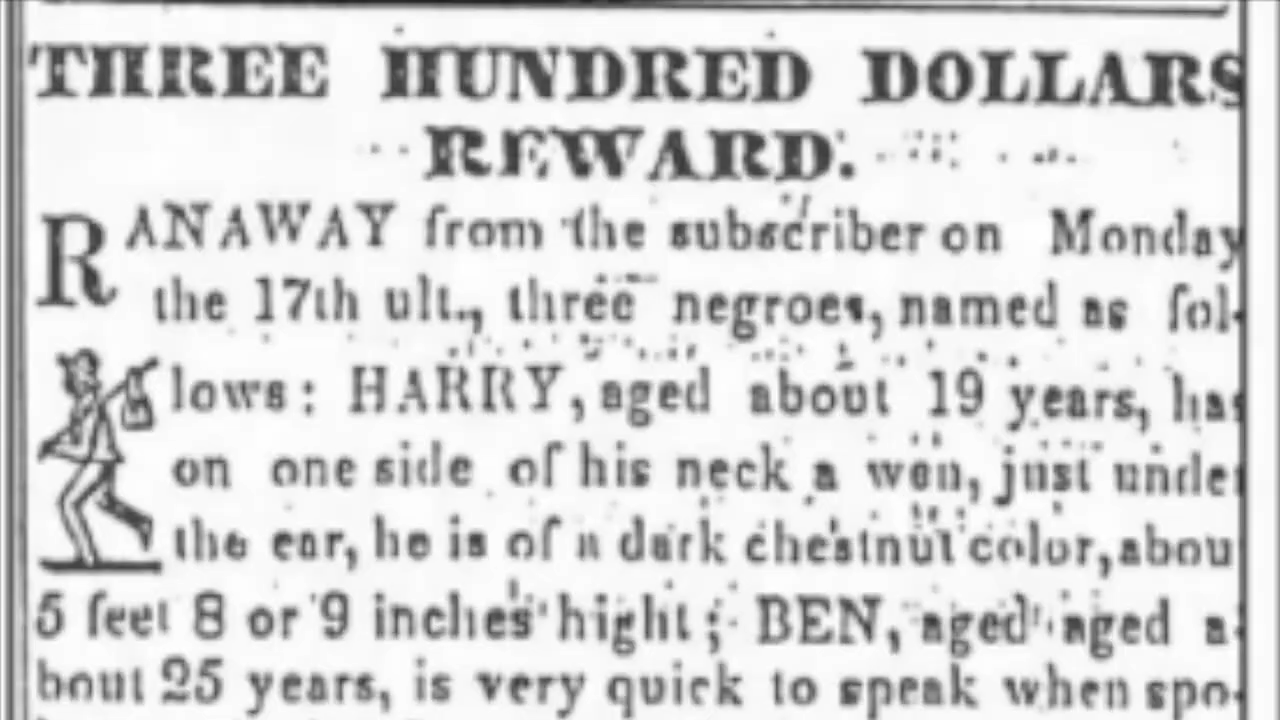 THREE HUNDRED DOLLARS
REWARD.
RANAWAY from the subscriber on Monday
the 17th ult., three negroes, named as fol-
lows: HARRY, aged about 19 years, has
on one side of his neck a wen, just under
the ear, he is of a dark chestnut color, abou
5 feet 8 or 9 inches hight; BEN, aged aged a-
bout 25 years, is very quick to speak when spo-